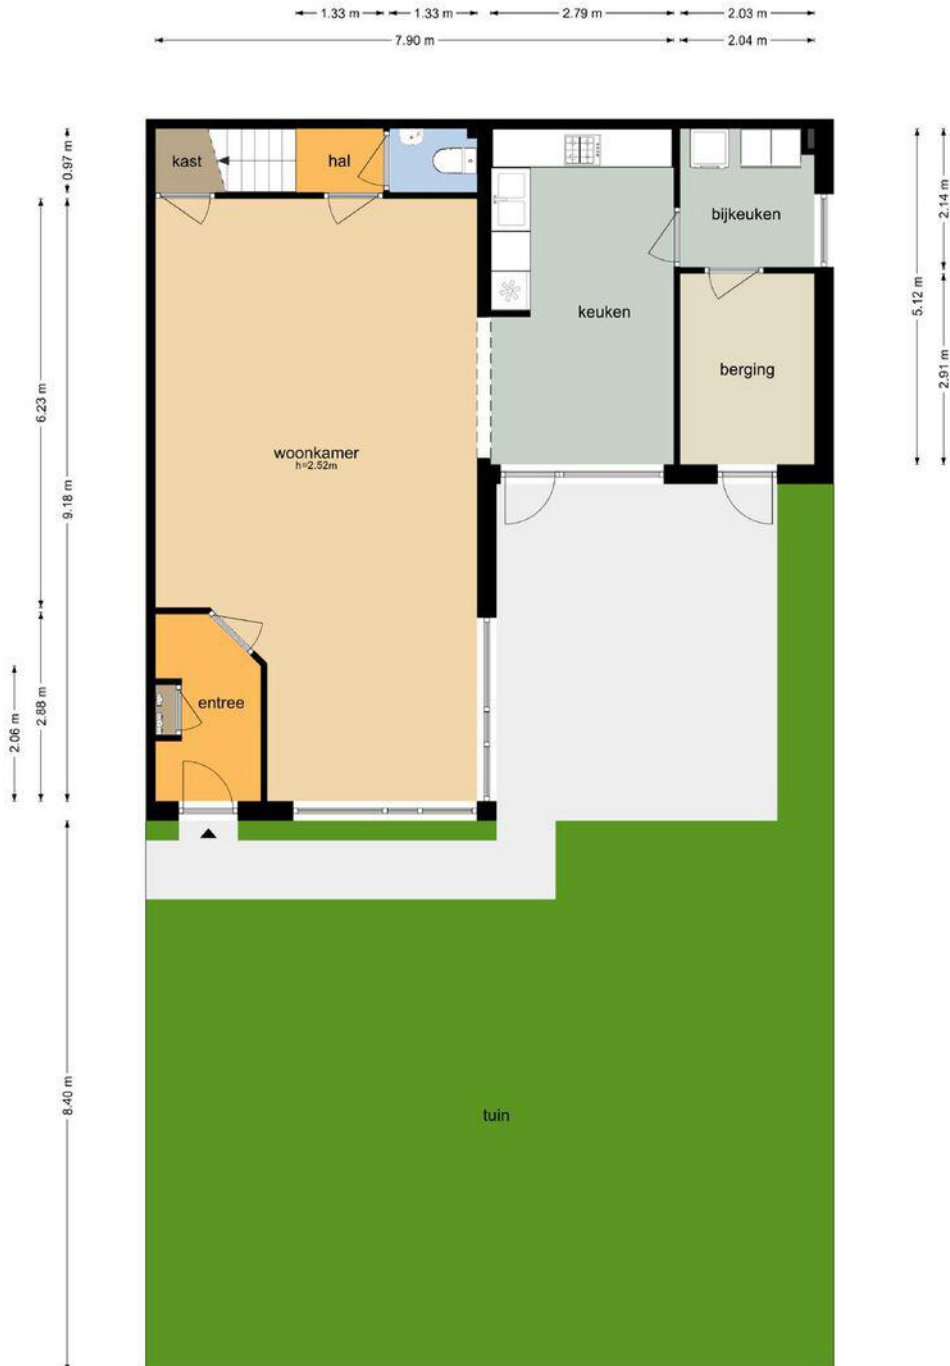 1.33 m
1.33 m
2.79 m
2.03 m
7.90 m
2.04 m
kast
hal
bijkeuken
keuken
berging
woonkamer
h=2.52m
entree
tuin
0.97 m
6.23 m
9.18 m
2.88 m
2.06 m
8.40 m
2.14 m
5.12 m
2.91 m